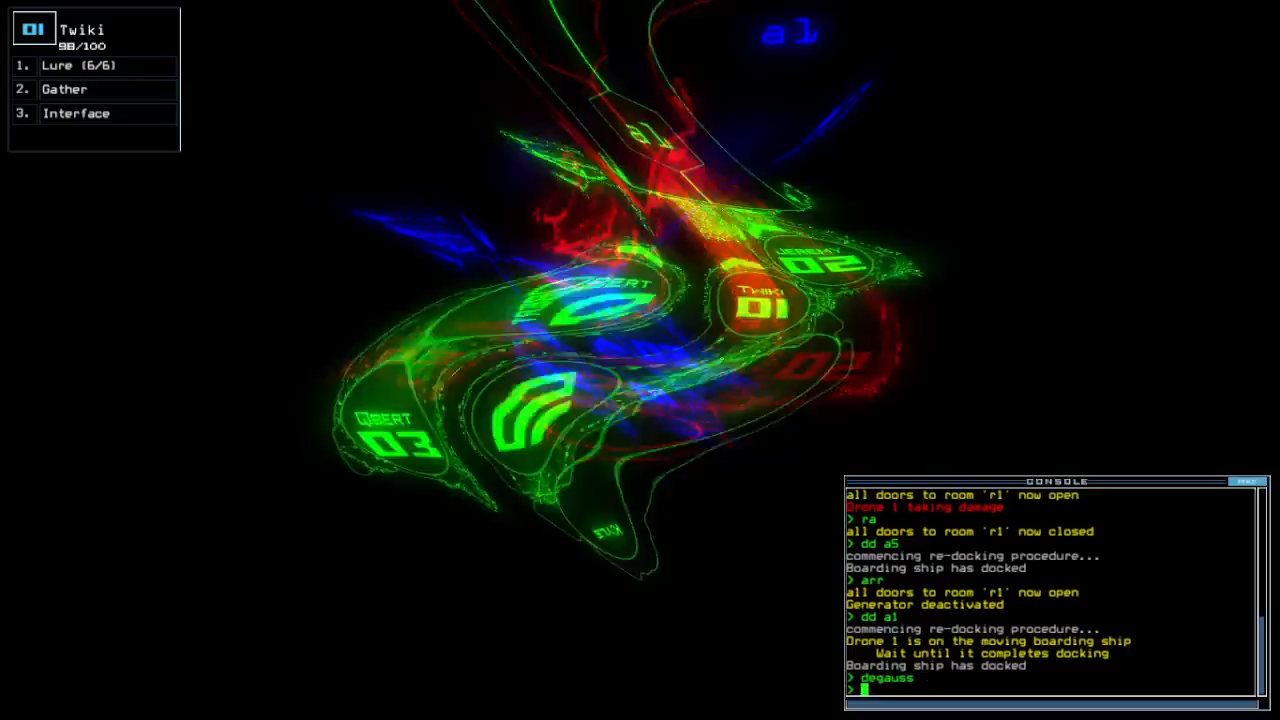 01 Twiki
98/100
1. Lure (6/6)
2. Gather
3. Interface
a1
JEREMY
02
TWIKI
01
02
QBERT
03
CONSOLE
all doors to room 'r1' now open
Drone 1 taking damage
> ra
all doors to room 'r1' now closed
> dd a5
commencing re-docking procedure...
Boarding ship has docked
> arr
all doors to room 'r1' now open
Generator deactivated
> dd a1
commencing re-docking procedure...
Drone 1 is on the moving boarding ship
Wait until it completes docking
Boarding ship has docked
> degauss
>